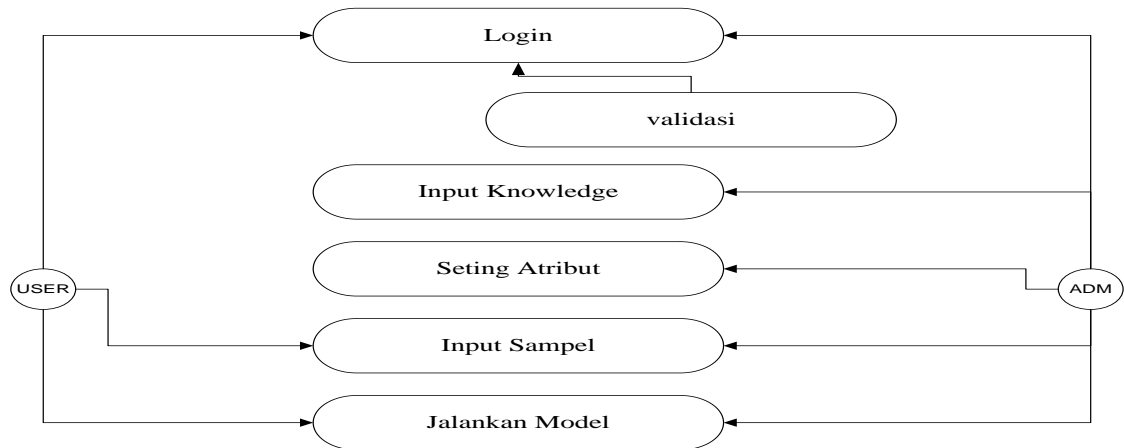 Login
validasi
Input Knowledge
Seting Atribut
USER
ADM
Input Sampel
Jalankan Model